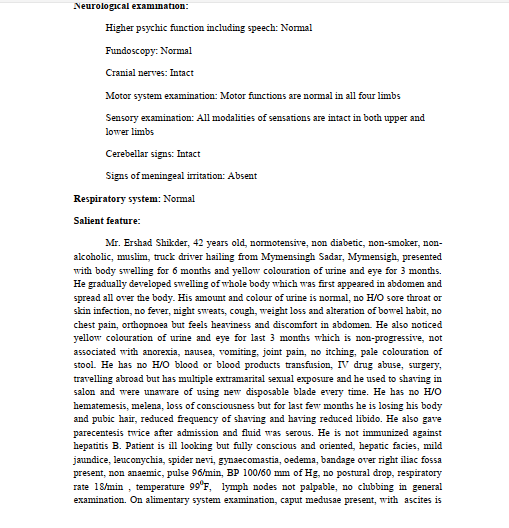 Neurological examination:
Higher psychic function including speech: Normal
Fundoscopy: Normal
Cranial nerves: Intact
Motor system examination: Motor functions are normal in all four limbs
Sensory examination: All modalities of sensations are intact in both upper and
lower limbs
Cerebellar signs: Intact
Signs of meningeal irritation: Absent
Respiratory system: Normal
Salient feature:
Mr. Ershad Shikder, 42 years old, normotensive, non diabetic, non-smoker, non-
alcoholic, muslim, truck driver hailing from Mymensingh Sadar, Mymensigh, presented
with body swelling for 6 months and yellow colouration of urine and eye for 3 months.
He gradually developed swelling of whole body which was first appeared in abdomen and
spread all over the body. His amount and colour of urine is normal, no H/O sore throat or
skin infection, no fever, night sweats, cough, weight loss and alteration of bowel habit, no
chest pain, orthopnoea but feels heaviness and discomfort in abdomen. He also noticed
yellow colouration of urine and eye for last 3 months which is non-progressive, not
associated with anorexia, nausea, vomiting, joint pain, no itching, pale colouration of
stool. He has no H/O blood or blood products transfusion, IV drug abuse, surgery,
travelling abroad but has multiple extramarital sexual exposure and he used to shaving in
salon and were unaware of using new disposable blade every time. He has no H/O
hematemesis, melena, loss of consciousness but for last few months he is losing his body
and pubic hair, reduced frequency of shaving and having reduced libido. He also gave
parecentesis twice after admission and fluid was serous. He is not immunized against
hepatitis B. Patient is ill looking but fully conscious and oriented, hepatic facies, mild
jaundice, leuconychia, spider nevi, gynaecomastia, oedema, bandage over right iliac fossa
present, non anaemic, pulse 96/min, BP 100/60 mm of Hg, no postural drop, respiratory
rate 18/min , temperature 99⁰F, lymph nodes not palpable, no clubbing in general
examination. On alimentary system examination, caput medusae present, with ascites is